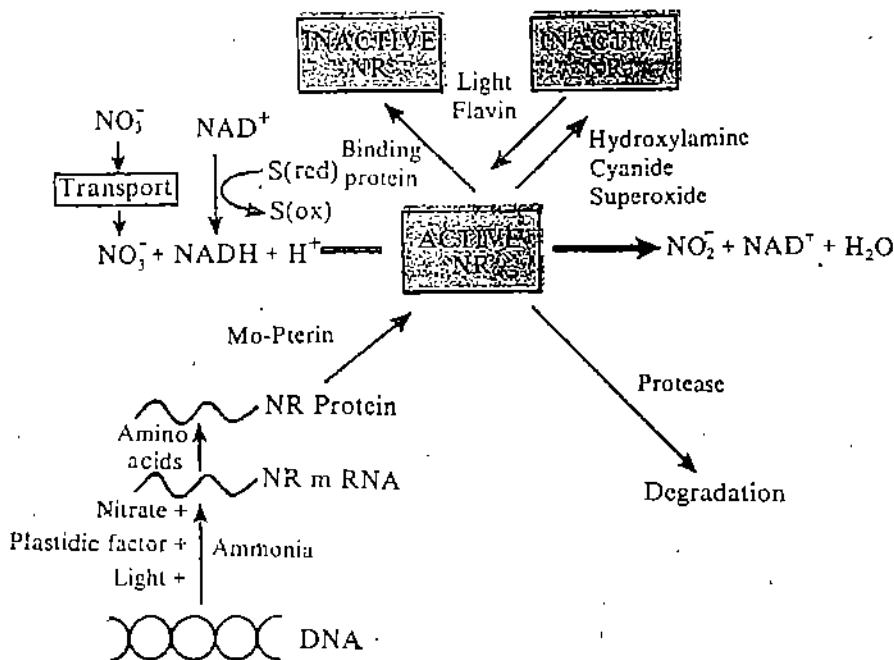 INACTIVE
NR
INACTIVE
NR
Light
Flavin
NO₃⁻
NAD⁺
Hydroxylamine
Cyanide
Superoxide
Binding
protein
S(red)
Transport
S(ox)
NO₃⁻ + NADH + H⁺
ACTIVE
NR
NO₂⁻ + NAD⁺ + H₂O
Mo-Pterin
Protease
NR Protein
Amino
acids
NR m RNA
Degradation
Nitrate +
Plastidic factor +
Ammonia
Light +
DNA